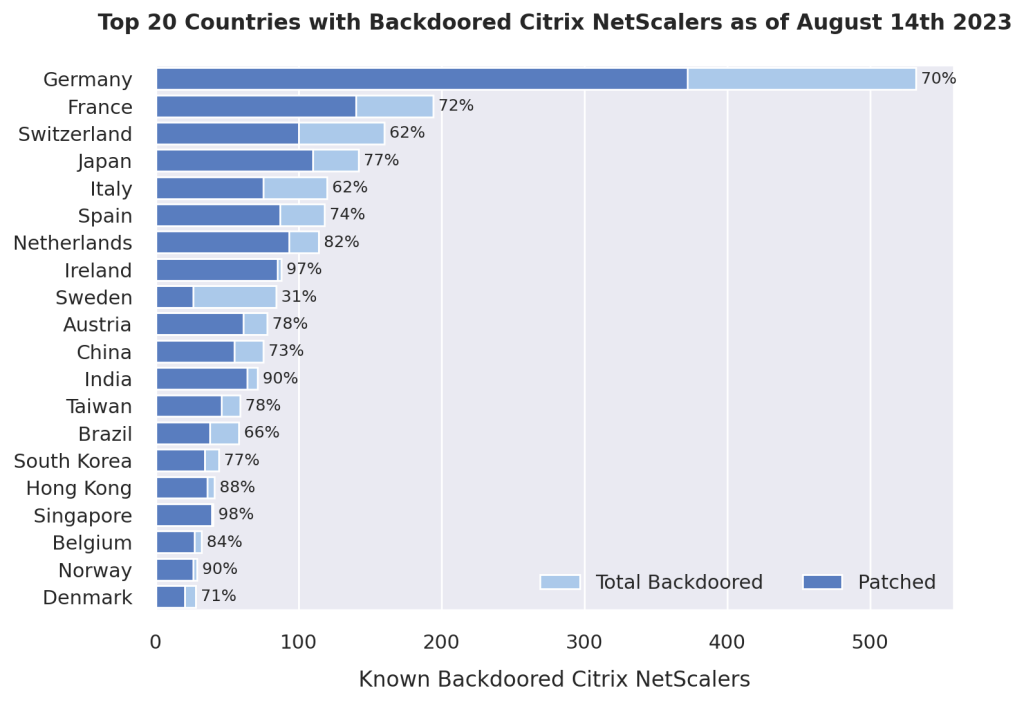 Top 20 Countries with Backdoored Citrix NetScalers as of August 14th 2023
Germany 70%
France 72%
Switzerland 62%
Japan 77%
Italy 62%
Spain 74%
Netherlands 82%
Ireland 97%
Sweden 31%
Austria 78%
China 73%
India 90%
Taiwan 78%
Brazil 66%
South Korea 77%
Hong Kong 88%
Singapore 98%
Belgium 84%
Norway 90%
Total Backdoored Patched
Denmark 71%
0 100 200 300 400 500
Known Backdoored Citrix NetScalers